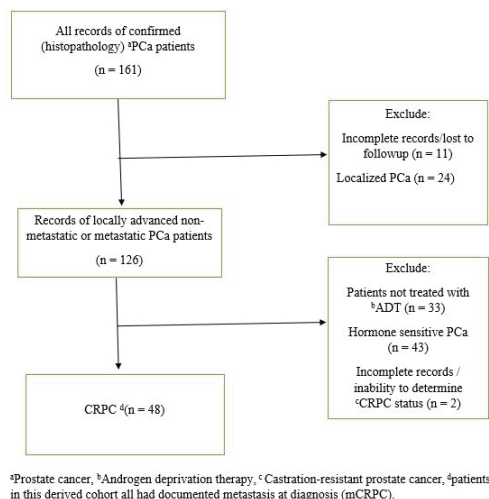 All records of confirmed
(histopathology) ᵃPCa patients
(n = 161)
Exclude:
Incomplete records/lost to
followup (n = 11)
Localized PCa (n = 24)
Records of locally advanced non-
metastatic or metastatic PCa patients
(n = 126)
Exclude:
Patients not treated with
ᵇADT (n = 33)
Hormone sensitive PCa
(n = 43)
Incomplete records /
inability to determine
ᶜCRPC status (n = 2)
CRPC ᵈ(n = 48)
ᵃProstate cancer, ᵇAndrogen deprivation therapy, ᶜ Castration-resistant prostate cancer, ᵈpatients
in this derived cohort all had documented metastasis at diagnosis (mCRPC).